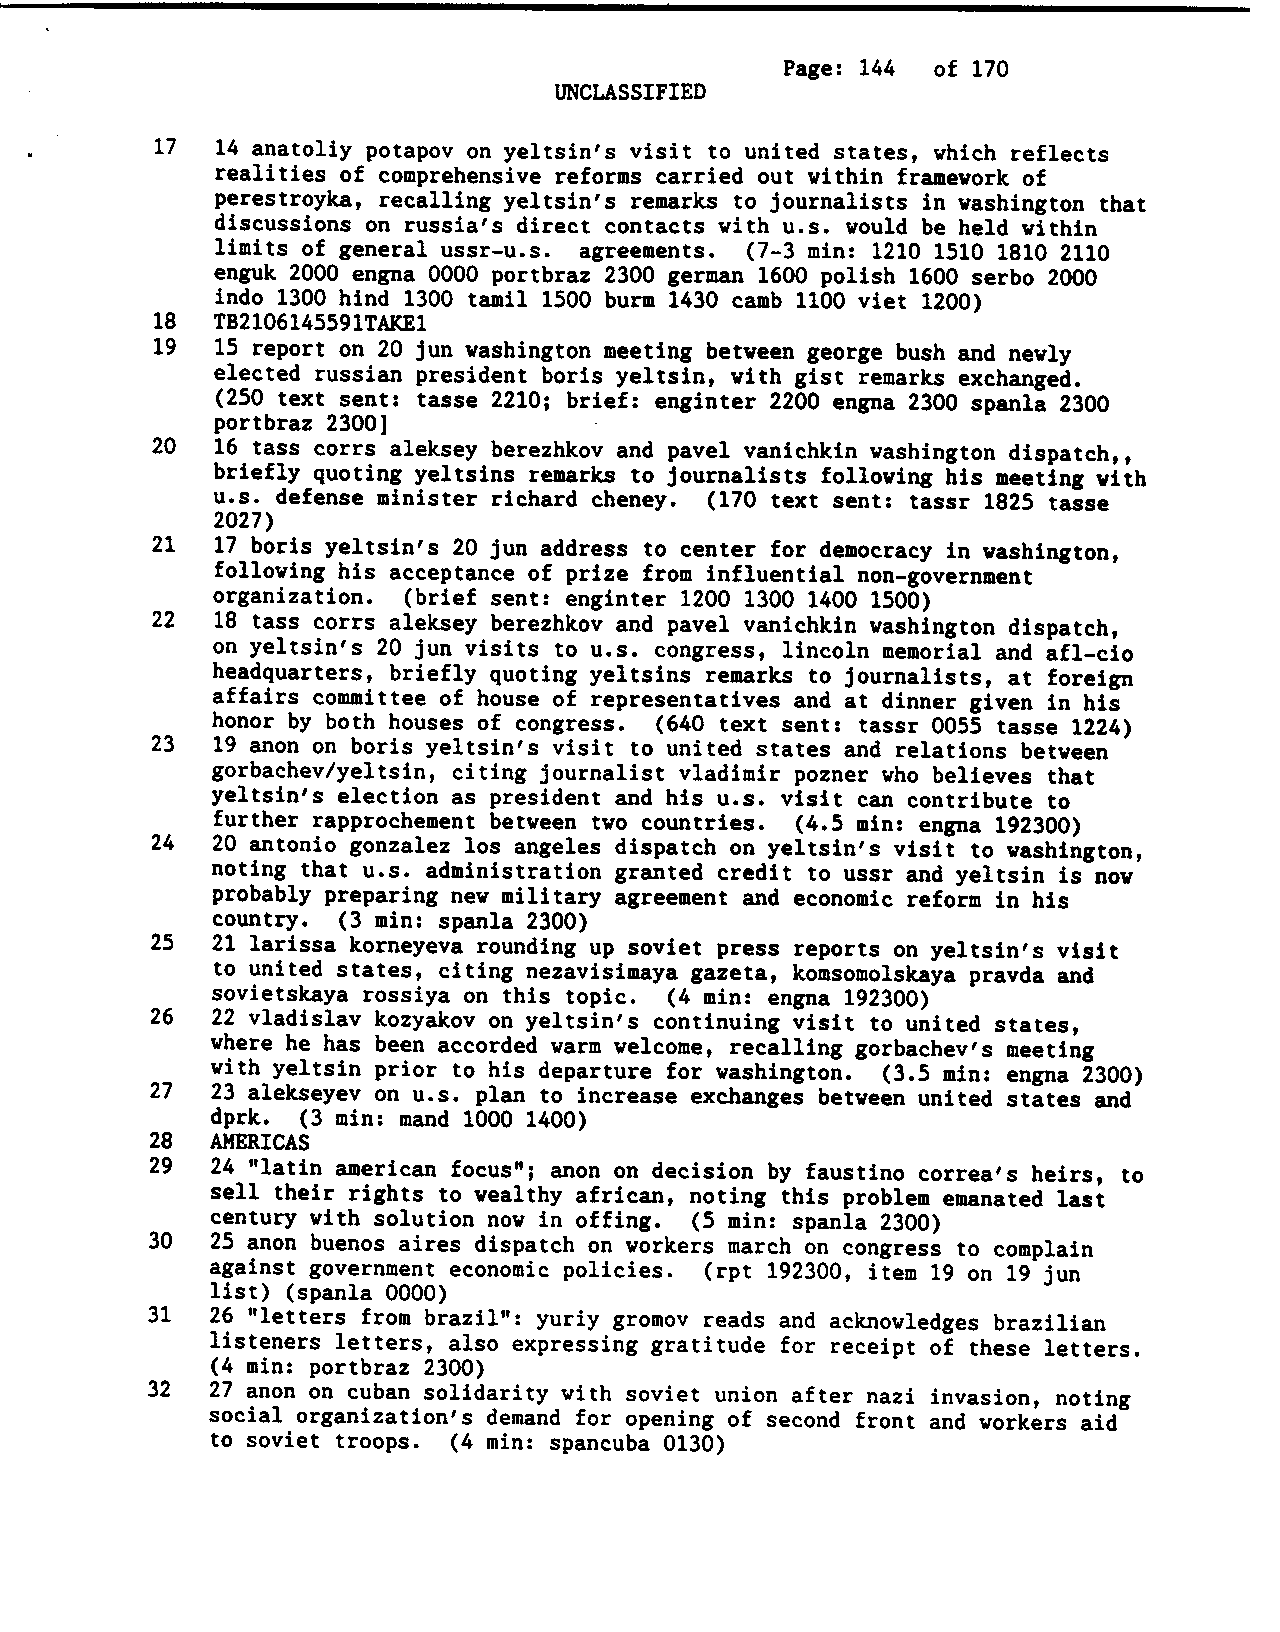 Page: 144 of 170
UNCLASSIFIED
17 14 anatoliy potapov on yeltsin's visit to united states, which reflects
realities of comprehensive reforms carried out within framework of
perestroyka, recalling yeltsin's remarks to journalists in washington that
discussions on russia's direct contacts with u.s. would be held within
limits of general ussr-u.s. agreements. (7-3 min: 1210 1510 1810 2110
enguk 2000 engna 0000 portbraz 2300 german 1600 polish 1600 serbo 2000
indo 1300 hind 1300 tamil 1500 burm 1430 camb 1100 viet 1200)
18 TB2106145591TAKE1
19 15 report on 20 jun washington meeting between george bush and newly
elected russian president boris yeltsin, with gist remarks exchanged.
(250 text sent: tasse 2210; brief: enginter 2200 engna 2300 spanla 2300
portbraz 2300]
20 16 tass corrs aleksey berezhkov and pavel vanichkin washington dispatch,,
briefly quoting yeltsins remarks to journalists following his meeting with
u.s. defense minister richard cheney. (170 text sent: tassr 1825 tasse
2027)
21 17 boris yeltsin's 20 jun address to center for democracy in washington,
following his acceptance of prize from influential non-government
organization. (brief sent: enginter 1200 1300 1400 1500)
22 18 tass corrs aleksey berezhkov and pavel vanichkin washington dispatch,
on yeltsin's 20 jun visits to u.s. congress, lincoln memorial and afl-cio
headquarters, briefly quoting yeltsins remarks to journalists, at foreign
affairs committee of house of representatives and at dinner given in his
honor by both houses of congress. (640 text sent: tassr 0055 tasse 1224)
23 19 anon on boris yeltsin's visit to united states and relations between
gorbachev/yeltsin, citing journalist vladimir pozner who believes that
yeltsin's election as president and his u.s. visit can contribute to
further rapprochement between two countries. (4.5 min: engna 192300)
24 20 antonio gonzalez los angeles dispatch on yeltsin's visit to washington,
noting that u.s. administration granted credit to ussr and yeltsin is now
probably preparing new military agreement and economic reform in his
country. (3 min: spanla 2300)
25 21 larissa korneyeva rounding up soviet press reports on yeltsin's visit
to united states, citing nezavisimaya gazeta, komsomolskaya pravda and
sovietskaya rossiya on this topic. (4 min: engna 192300)
26 22 vladislav kozyakov on yeltsin's continuing visit to united states,
where he has been accorded warm welcome, recalling gorbachev's meeting
with yeltsin prior to his departure for washington. (3.5 min: engna 2300)
27 23 alekseyev on u.s. plan to increase exchanges between united states and
dprk. (3 min: mand 1000 1400)
28 AMERICAS
29 24 "latin american focus"; anon on decision by faustino correa's heirs, to
sell their rights to wealthy african, noting this problem emanated last
century with solution now in offing. (5 min: spanla 2300)
30 25 anon buenos aires dispatch on workers march on congress to complain
against government economic policies. (rpt 192300, item 19 on 19 jun
list) (spanla 0000)
31 26 "letters from brazil": yuriy gromov reads and acknowledges brazilian
listeners letters, also expressing gratitude for receipt of these letters.
(4 min: portbraz 2300)
32 27 anon on cuban solidarity with soviet union after nazi invasion, noting
social organization's demand for opening of second front and workers aid
to soviet troops. (4 min: spancuba 0130)